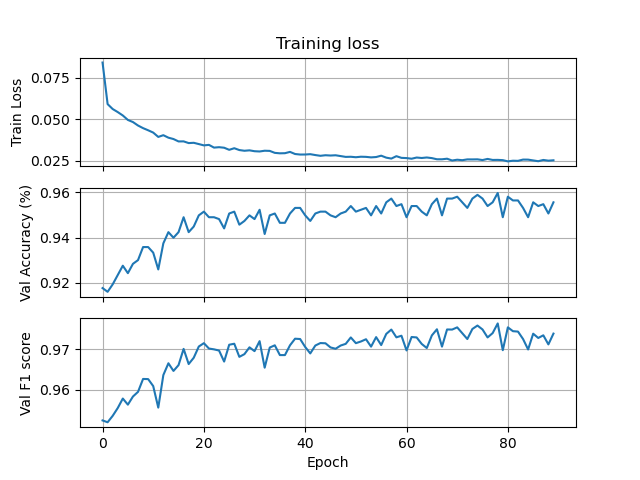 Training loss
Train Loss
0.075
0.050
0.025
Val Accuracy (%)
0.96
0.94
0.92
Val F1 score
0.97
0.96
0 20 40 60 80
Epoch